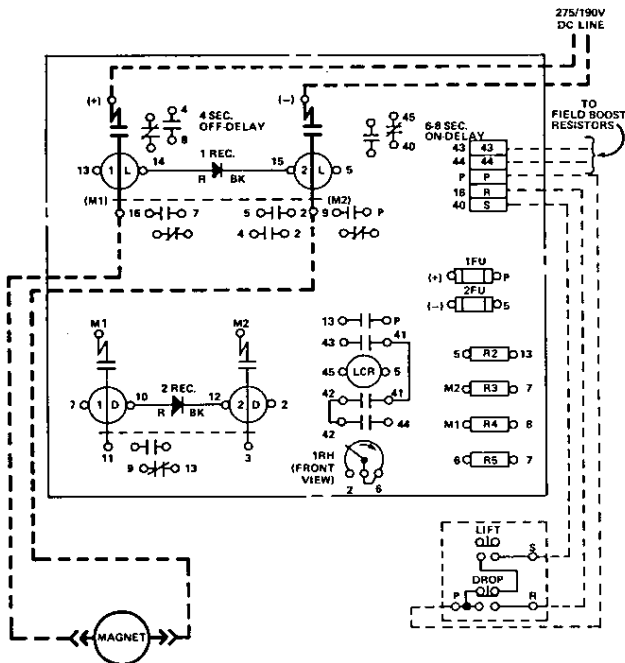 275/190V
DC LINE
(+)
(−)
4
8
4 SEC.
OFF-DELAY
45
40
6-8 SEC.
ON-DELAY
TO
FIELD BOOST
RESISTORS
13
1 L
14
1 REC.
R
BK
15
2 L
5
43 43
44 44
P P
16 R
40 S
(M1)
16
7
5
2
(M2)
9
P
4
2
1FU
(+)
P
2FU
(−)
5
M1
M2
13
P
43
41
5 R2 13
45
LCR
5
M2 R3 7
7
1 D
10
2 REC.
R
BK
12
2 D
2
42
41
42
44
M1 R4 8
11
9
13
3
1RH
(FRONT
VIEW)
2
6
6 R5 7
LIFT
S
DROP
P
R
MAGNET